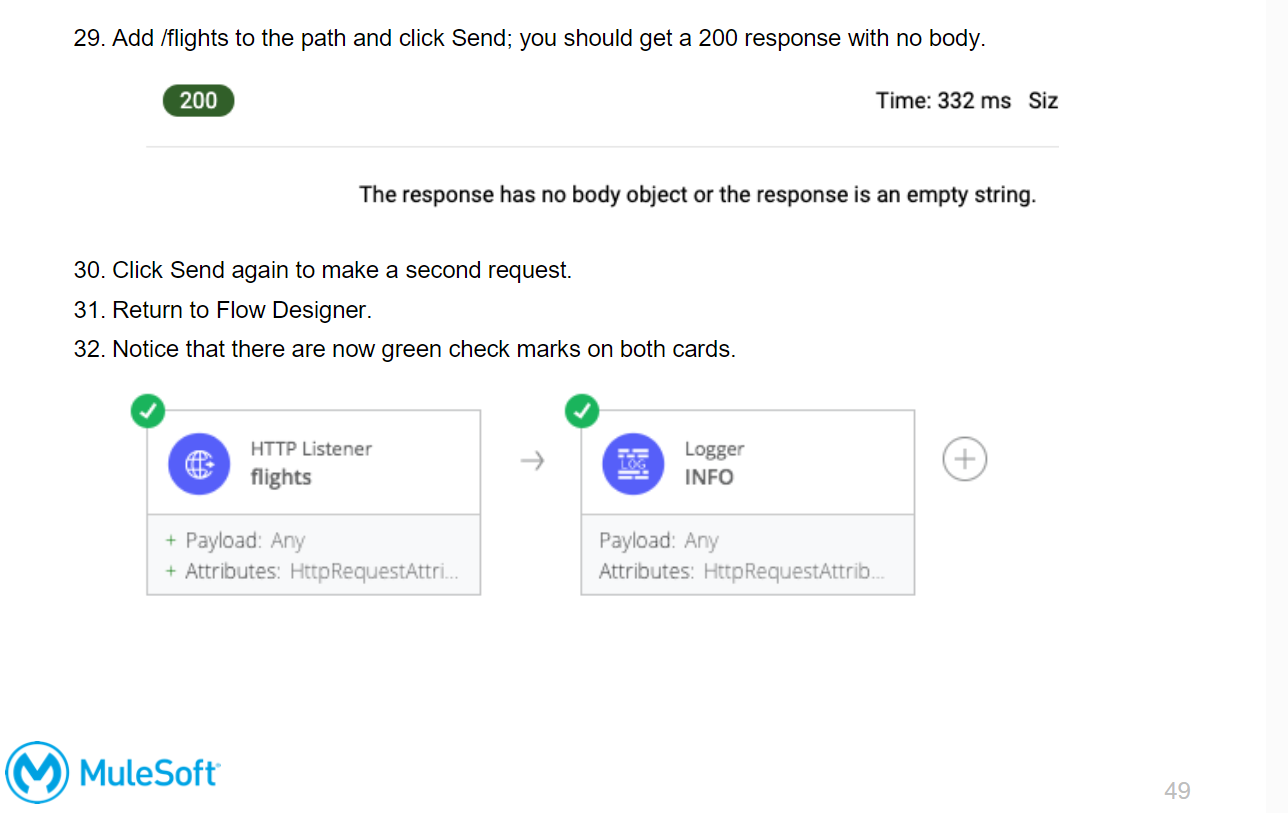 29. Add /flights to the path and click Send; you should get a 200 response with no body.
200
Time: 332 ms Siz
The response has no body object or the response is an empty string.
30. Click Send again to make a second request.
31. Return to Flow Designer.
32. Notice that there are now green check marks on both cards.
HTTP Listener
flights
+ Payload: Any
+ Attributes: HttpRequestAttri...
LOG
Logger
INFO
Payload: Any
Attributes: HttpRequestAttrib...
MuleSoft
49